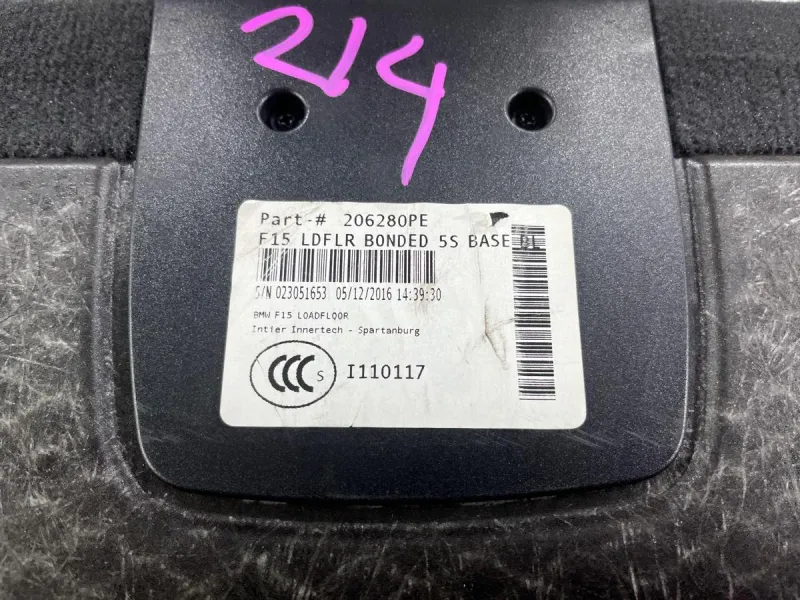 214
Part-# 206280PE
F15 LDFLR BONDED 5S BASE BL
S/N 023051653 05/12/2016 14:39:30
BMW F15 LOADFLOOR
Intier Innertech - Spartanburg
CCC S I110117